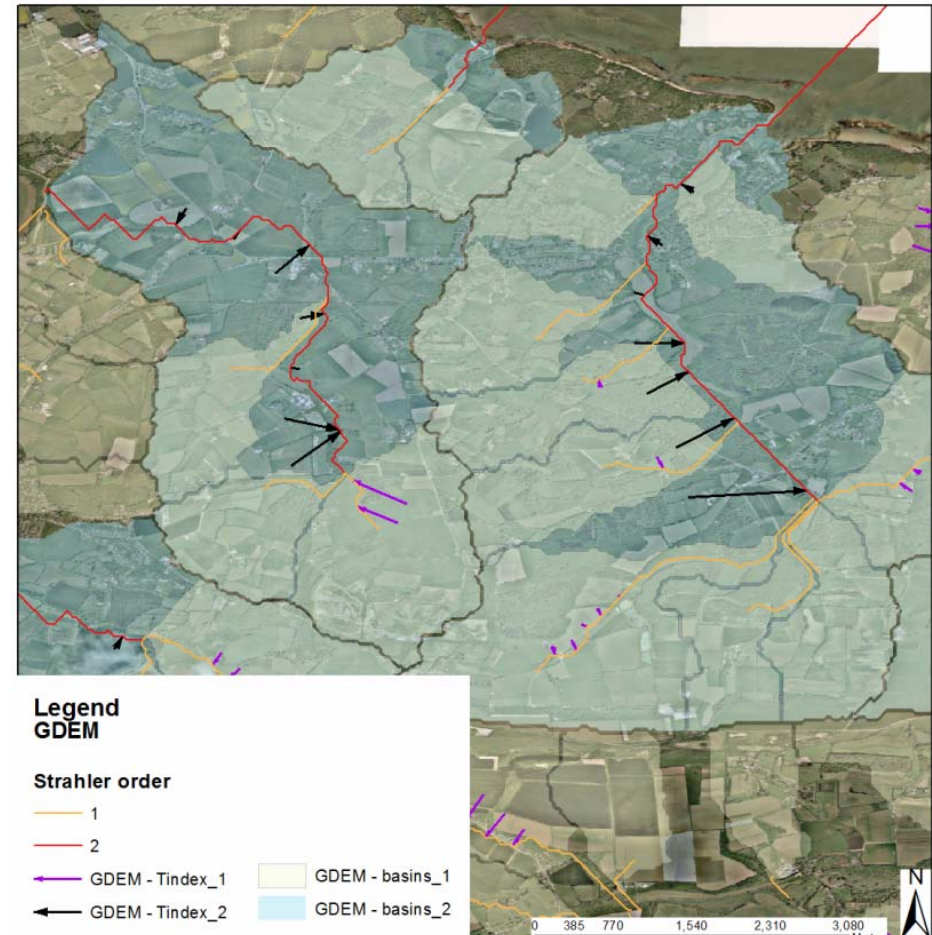 Legend
GDEM
Strahler order
1
2
GDEM - Tindex_1
GDEM - Tindex_2
GDEM - basins_1
GDEM - basins_2
N
0 385 770 1,540 2,310 3,080